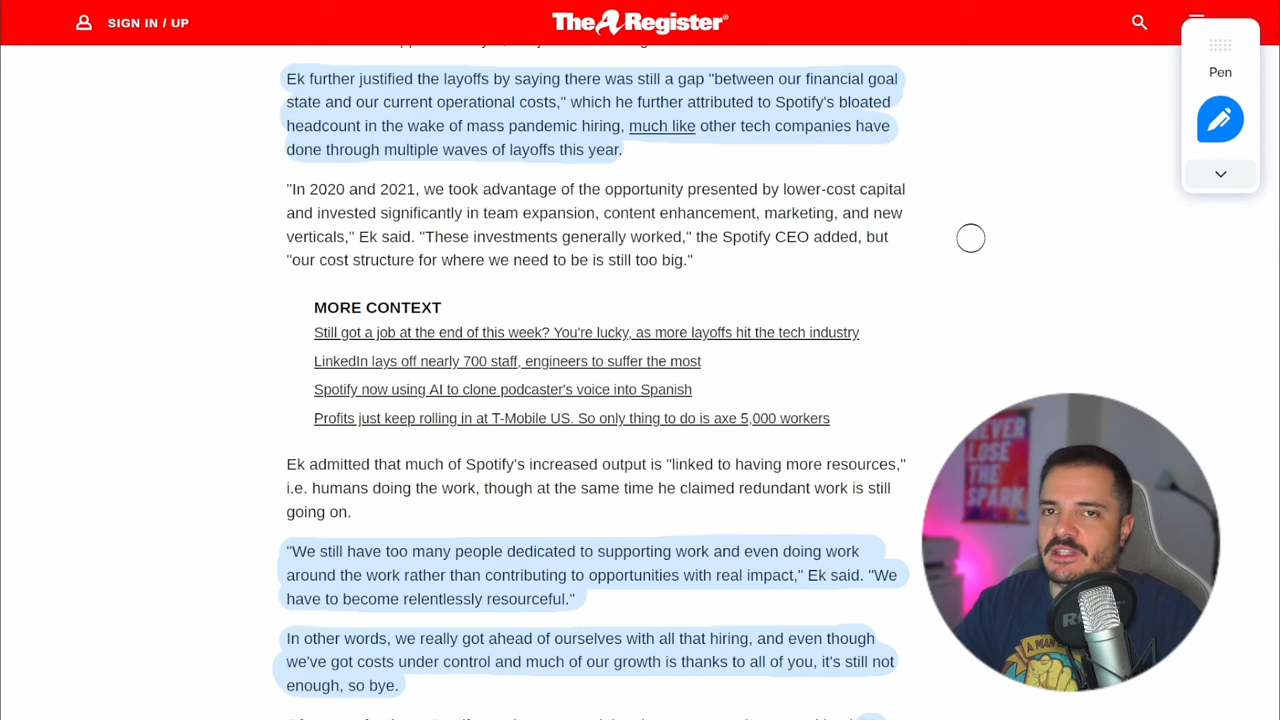 SIGN IN / UP
The Register
Pen
Ek further justified the layoffs by saying there was still a gap "between our financial goal
state and our current operational costs," which he further attributed to Spotify's bloated
headcount in the wake of mass pandemic hiring, much like other tech companies have
done through multiple waves of layoffs this year.
"In 2020 and 2021, we took advantage of the opportunity presented by lower-cost capital
and invested significantly in team expansion, content enhancement, marketing, and new
verticals," Ek said. "These investments generally worked," the Spotify CEO added, but
"our cost structure for where we need to be is still too big."
MORE CONTEXT
Still got a job at the end of this week? You're lucky, as more layoffs hit the tech industry
LinkedIn lays off nearly 700 staff, engineers to suffer the most
Spotify now using AI to clone podcaster's voice into Spanish
Profits just keep rolling in at T-Mobile US. So only thing to do is axe 5,000 workers
Ek admitted that much of Spotify's increased output is "linked to having more resources,"
i.e. humans doing the work, though at the same time he claimed redundant work is still
going on.
"We still have too many people dedicated to supporting work and even doing work
around the work rather than contributing to opportunities with real impact," Ek said. "We
have to become relentlessly resourceful."
In other words, we really got ahead of ourselves with all that hiring, and even though
we've got costs under control and much of our growth is thanks to all of you, it's still not
enough, so bye.
NEVER
LOSE
THE
SPARK
A MAN